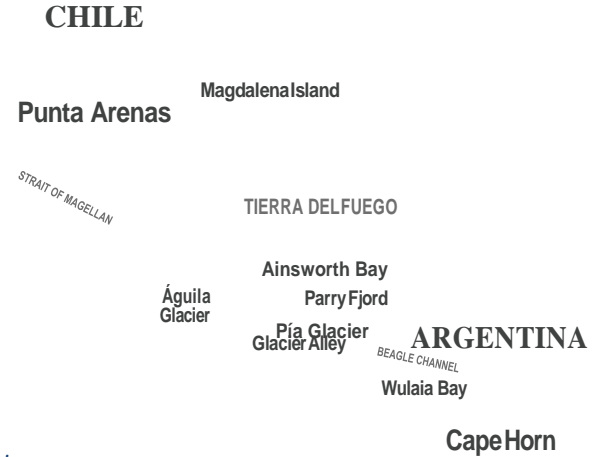 CHILE
Magdalena Island
Punta Arenas
STRAIT OF MAGELLAN
TIERRA DEL FUEGO
Ainsworth Bay
Águila
Glacier
Parry Fjord
Pía Glacier
Glacier Alley
ARGENTINA
BEAGLE CHANNEL
Wulaia Bay
Cape Horn